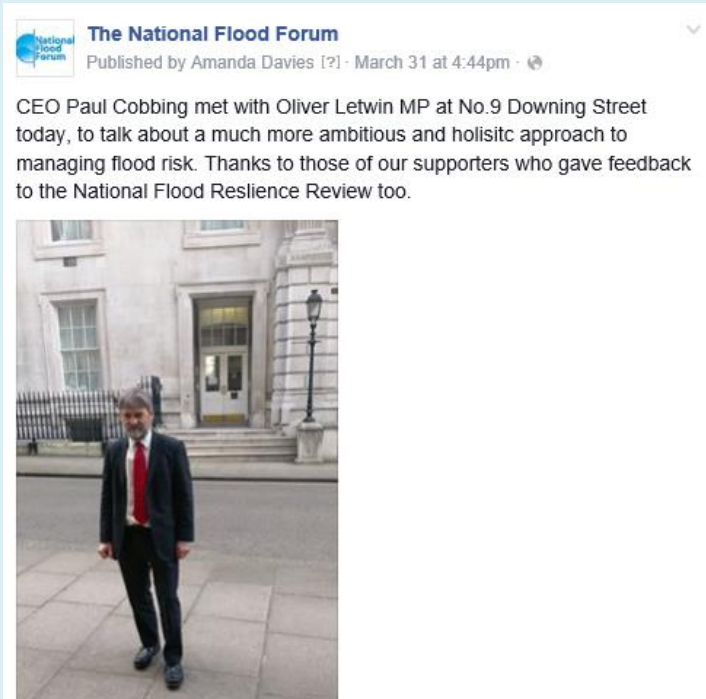 National
Flood
Forum
The National Flood Forum
Published by Amanda Davies [?] · March 31 at 4:44pm ·
CEO Paul Cobbing met with Oliver Letwin MP at No.9 Downing Street
today, to talk about a much more ambitious and holisitc approach to
managing flood risk. Thanks to those of our supporters who gave feedback
to the National Flood Reslience Review too.